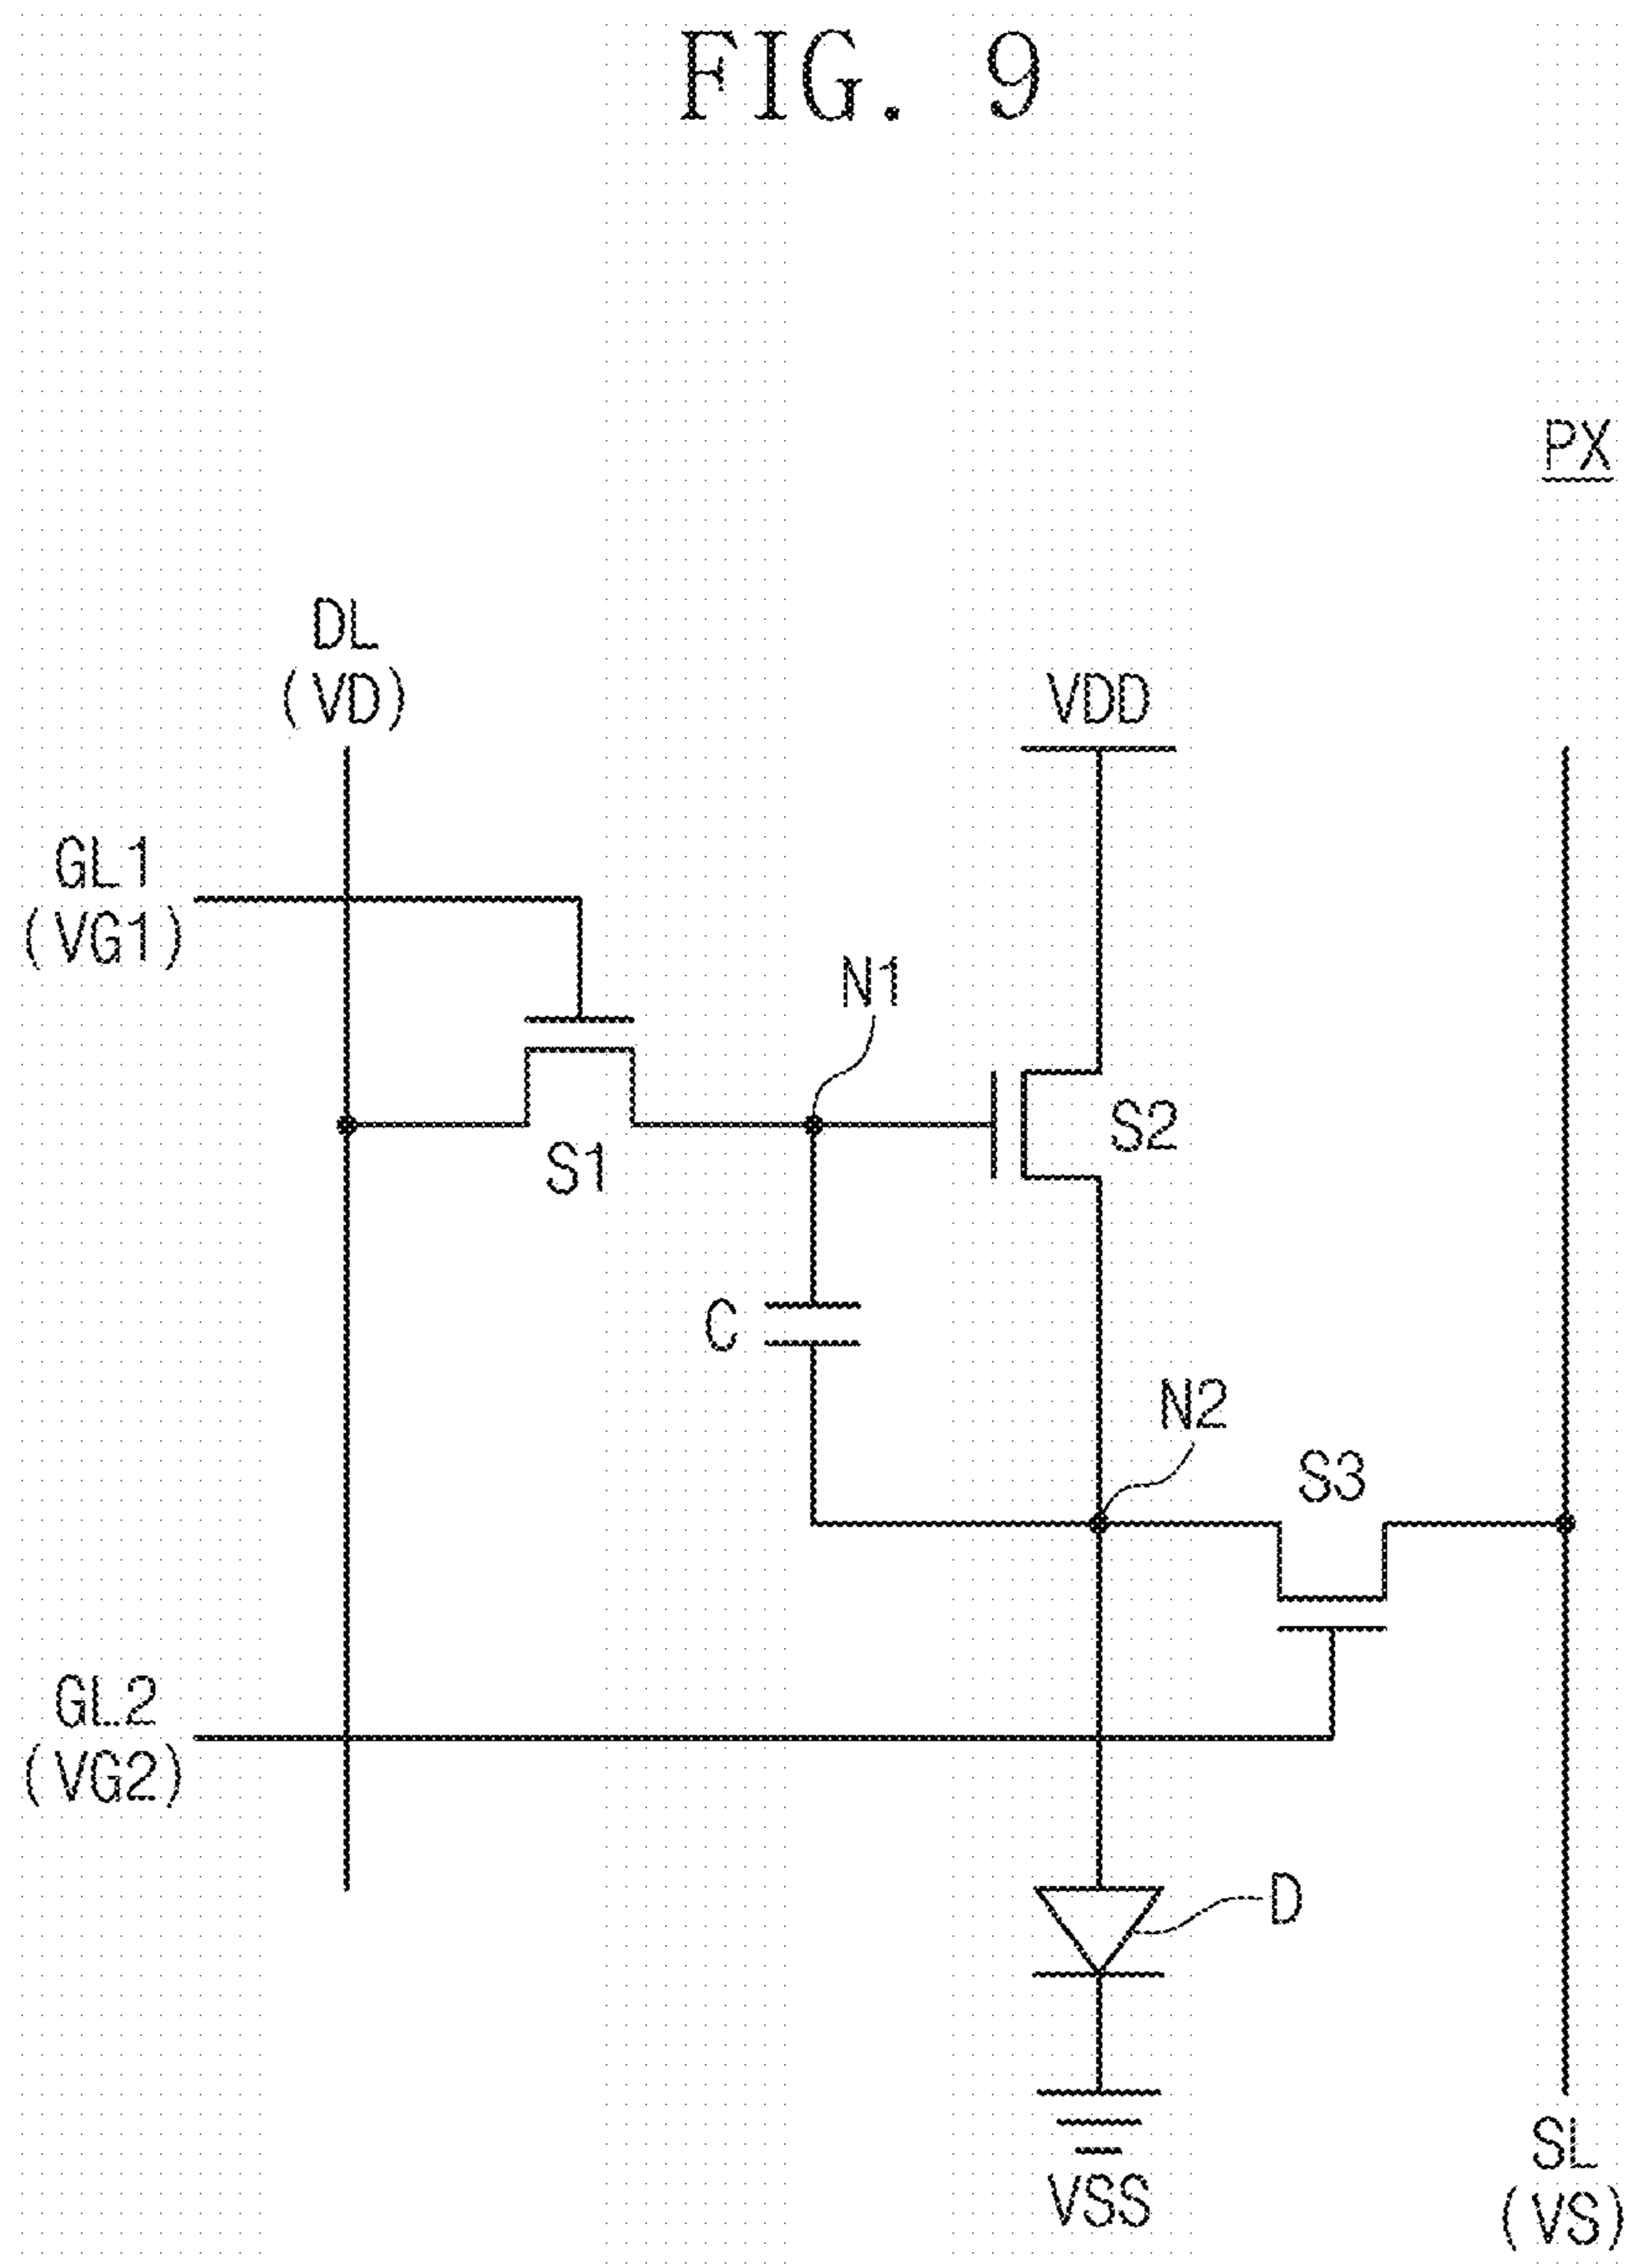 FIG. 9
PX
DL
(VD)
VDD
GL1
(VG1)
N1
S2
S1
C
N2
S3
GL2
(VG2)
D
VSS
SL
(VS)